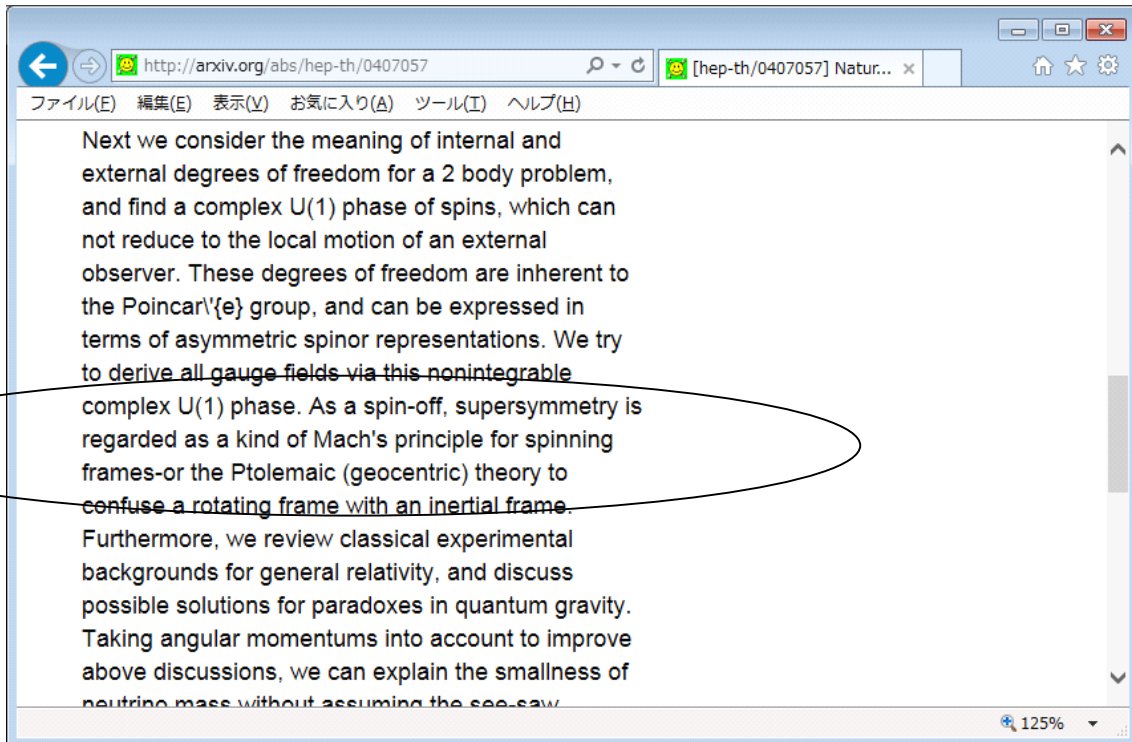 http://arxiv.org/abs/hep-th/0407057
[hep-th/0407057] Natur...
ファイル(F) 編集(E) 表示(V) お気に入り(A) ツール(T) ヘルプ(H)
Next we consider the meaning of internal and
external degrees of freedom for a 2 body problem,
and find a complex U(1) phase of spins, which can
not reduce to the local motion of an external
observer. These degrees of freedom are inherent to
the Poincar\'{e} group, and can be expressed in
terms of asymmetric spinor representations. We try
to derive all gauge fields via this nonintegrable
complex U(1) phase. As a spin-off, supersymmetry is
regarded as a kind of Mach's principle for spinning
frames-or the Ptolemaic (geocentric) theory to
confuse a rotating frame with an inertial frame.
Furthermore, we review classical experimental
backgrounds for general relativity, and discuss
possible solutions for paradoxes in quantum gravity.
Taking angular momentums into account to improve
above discussions, we can explain the smallness of
neutrino mass without assuming the see-saw
125%